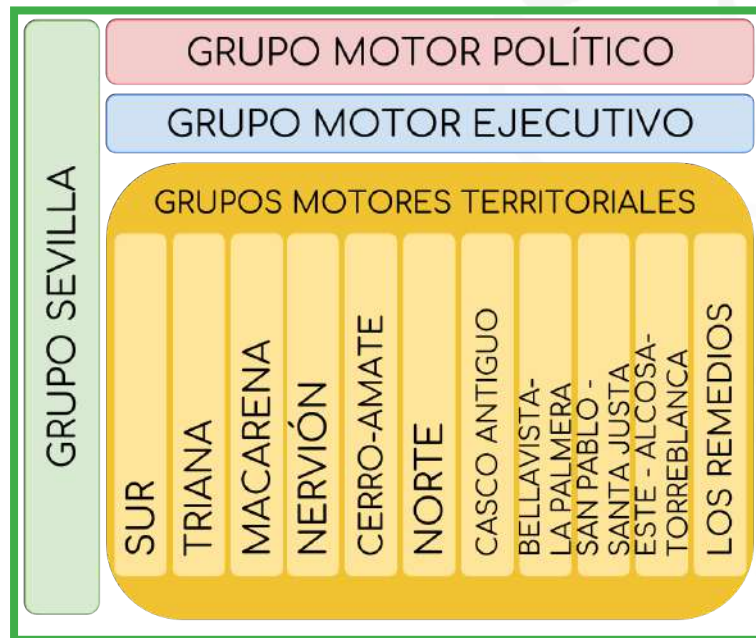 GRUPO SEVILLA
GRUPO MOTOR POLÍTICO
GRUPO MOTOR EJECUTIVO
GRUPOS MOTORES TERRITORIALES
SUR
TRIANA
MACARENA
NERVIÓN
CERRO-AMATE
NORTE
CASCO ANTIGUO
BELLAVISTA-
LA PALMERA
SAN PABLO -
SANTA JUSTA
ESTE - ALCOSA-
TORREBLANCA
LOS REMEDIOS